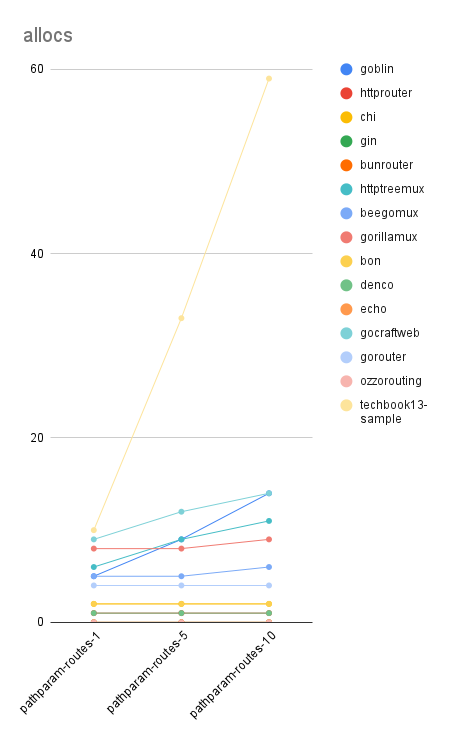 allocs
60
40
20
0
pathparam-routes-1
pathparam-routes-5
pathparam-routes-10
goblin
httprouter
chi
gin
bunrouter
httptreemux
beegomux
gorillamux
bon
denco
echo
gocraftweb
gorouter
ozzorouting
techbook13-
sample